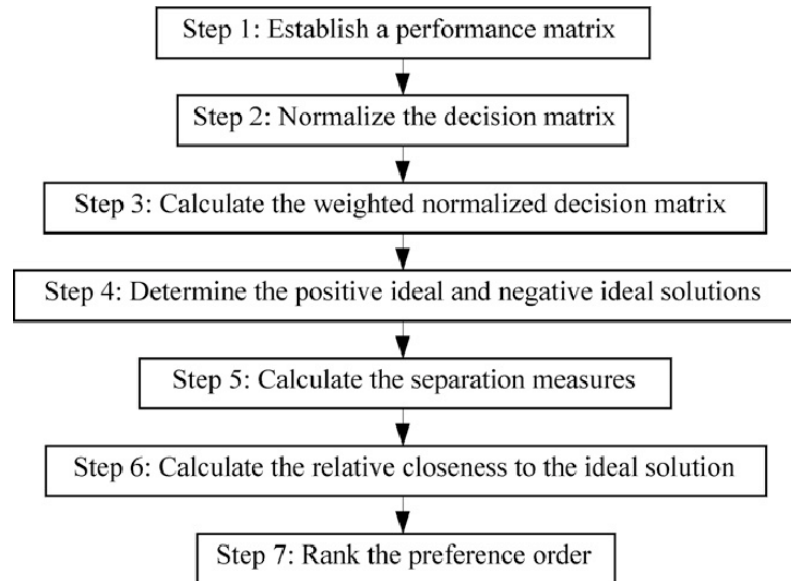 Step 1: Establish a performance matrix
Step 2: Normalize the decision matrix
Step 3: Calculate the weighted normalized decision matrix
Step 4: Determine the positive ideal and negative ideal solutions
Step 5: Calculate the separation measures
Step 6: Calculate the relative closeness to the ideal solution
Step 7: Rank the preference order